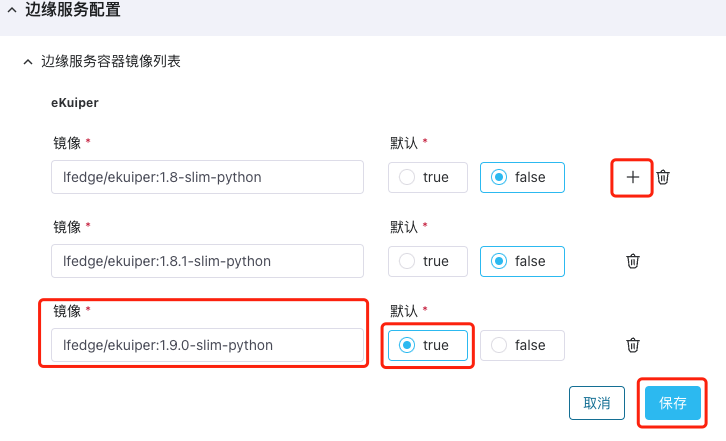 边缘服务配置
边缘服务容器镜像列表
eKuiper
镜像 * 默认 *
lfedge/ekuiper:1.8-slim-python true false
镜像 * 默认 *
lfedge/ekuiper:1.8.1-slim-python true false
镜像 * 默认 *
lfedge/ekuiper:1.9.0-slim-python true false
取消 保存